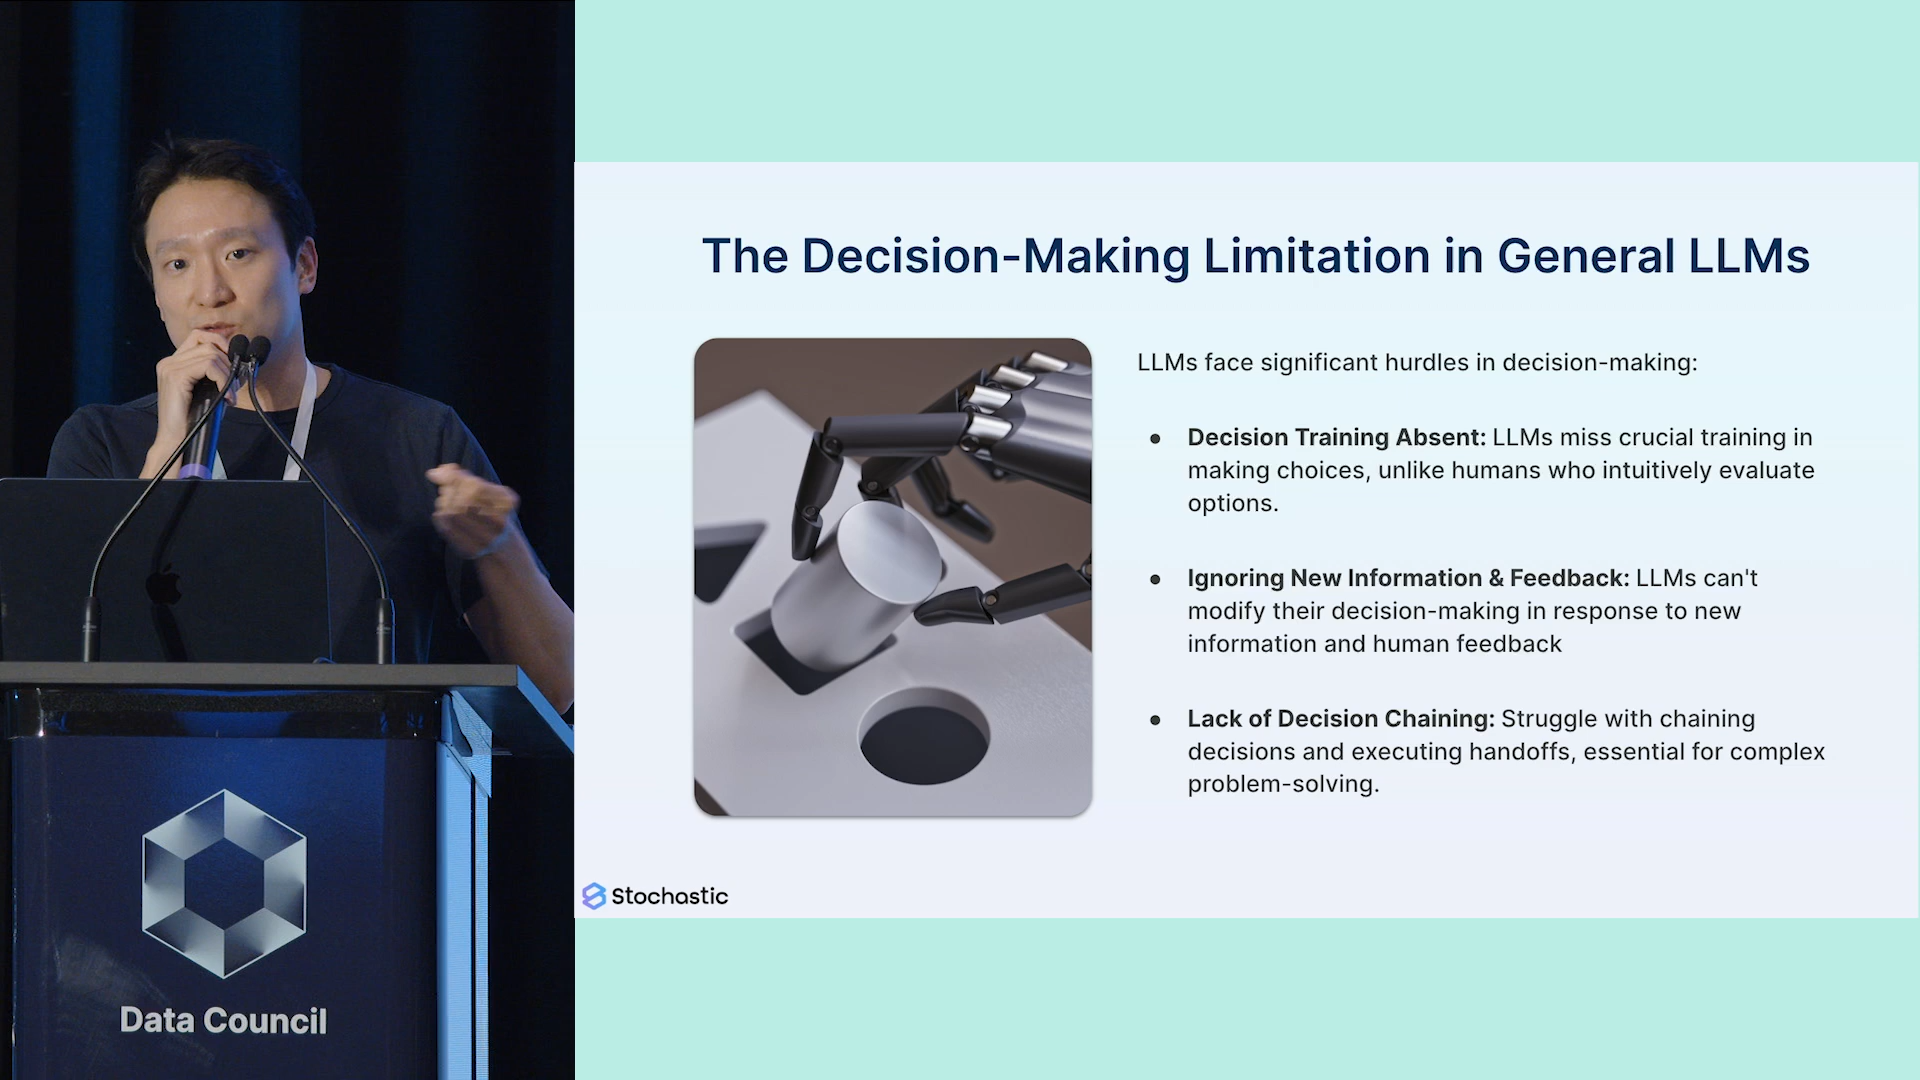 The Decision-Making Limitation in General LLMs
LLMs face significant hurdles in decision-making:
● Decision Training Absent: LLMs miss crucial training in
making choices, unlike humans who intuitively evaluate
options.
● Ignoring New Information & Feedback: LLMs can't
modify their decision-making in response to new
information and human feedback
● Lack of Decision Chaining: Struggle with chaining
decisions and executing handoffs, essential for complex
problem-solving.
Stochastic
Data Council